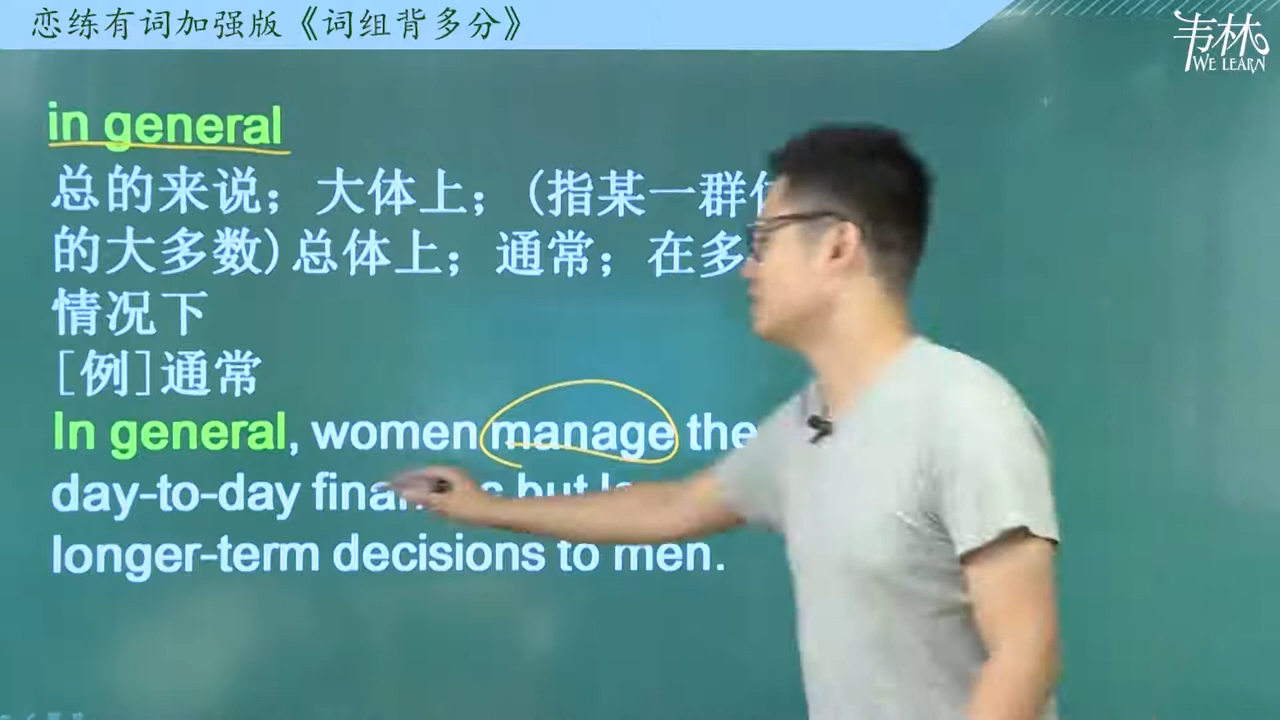 恋练有词加强版《词组背多分》
韦林
WE LEARN
in general
总的来说；大体上；(指某一群
的大多数)总体上；通常；在多
情况下
[例]通常
In general, women manage the
day-to-day but
longer-term decisions to men.